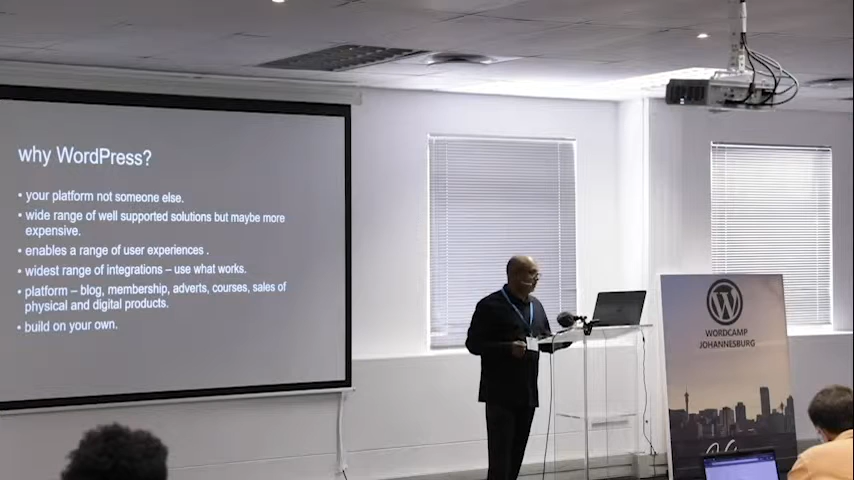 why WordPress?
• your platform not someone else.
• wide range of well supported solutions but maybe more
expensive.
• enables a range of user experiences .
• widest range of integrations – use what works.
• platform – blog, membership, adverts, courses, sales of
physical and digital products.
• build on your own.
WORDCAMP
JOHANNESBURG